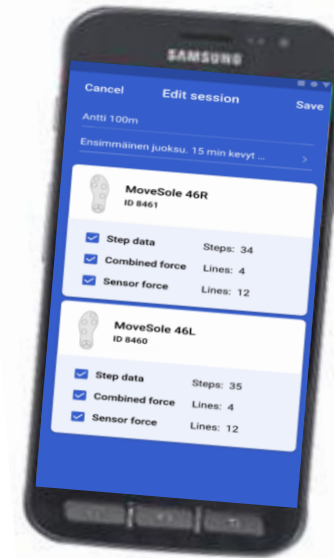 SAMSUNG
Cancel Edit session Save
Antti 100m
Ensimmäinen juoksu. 15 min kevyt ...
MoveSole 46R
ID 8461
Step data Steps: 34
Combined force Lines: 4
Sensor force Lines: 12
MoveSole 46L
ID 8460
Step data Steps: 35
Combined force Lines: 4
Sensor force Lines: 12